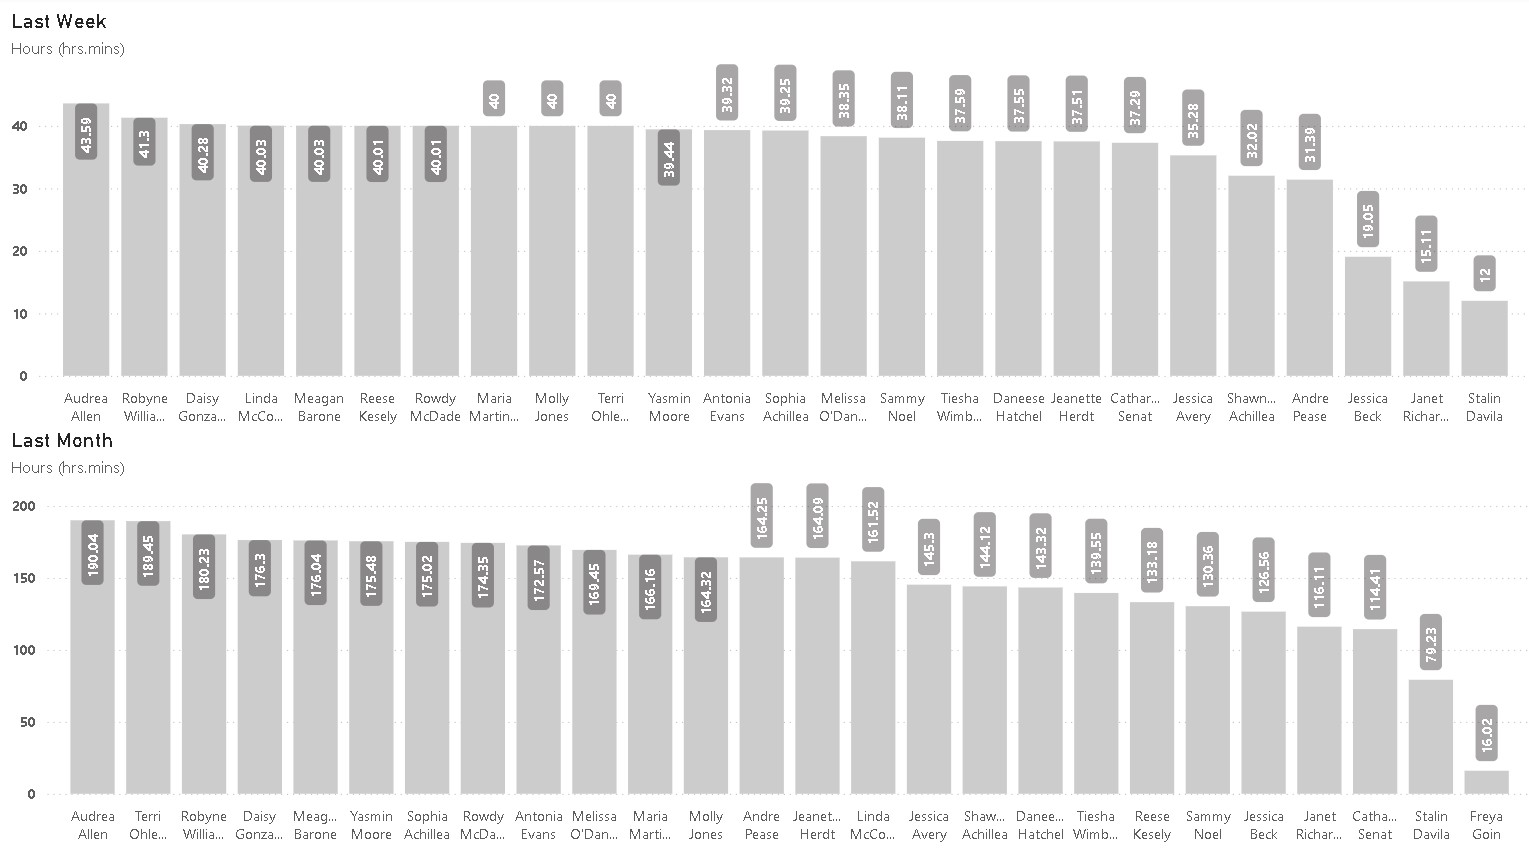 Last Week
Hours (hrs.mins)
43.59 41.3 40.28 40.03 40.03 40.01 40.01 40 40 40 39.44 39.32 39.25 38.35 38.11 37.59 37.55 37.51 37.29 35.28 32.02 31.39 19.05 15.11 12
40
30
20
10
0
Audrea Robyne Daisy Linda Meagan Reese Rowdy Maria Molly Terri Yasmin Antonia Sophia Melissa Sammy Tiesha Daneese Jeanette Cathar... Jessica Shawn... Andre Jessica Janet Stalin
Allen Willia... Gonza... McCo... Barone Kesely McDade Martin... Jones Ohle... Moore Evans Achillea O'Dan... Noel Wimb... Hatchel Herdt Senat Avery Achillea Pease Beck Richar... Davila
Last Month
Hours (hrs.mins)
190.04 189.45 180.23 176.3 176.04 175.48 175.02 174.35 172.57 169.45 166.16 164.32 164.25 164.09 161.52 145.3 144.12 143.32 139.55 133.18 130.36 126.56 116.11 114.41 79.23 16.02
200
150
100
50
0
Audrea Terri Robyne Daisy Meag... Yasmin Sophia Rowdy Antonia Melissa Maria Molly Andre Jeanet... Linda Jessica Shaw... Danee... Tiesha Reese Sammy Jessica Janet Catha... Stalin Freya
Allen Ohle... Willia... Gonza... Barone Moore Achillea McDa... Evans O'Dan... Marti... Jones Pease Herdt McCo... Avery Achillea Hatchel Wimb... Kesely Noel Beck Richar... Senat Davila Goin